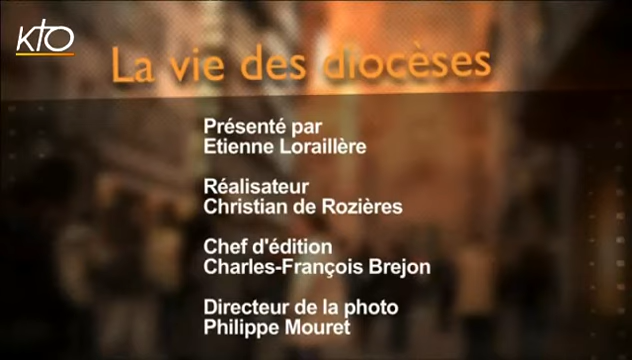 KTO
La vie des diocèses
Présenté par
Etienne Loraillère
Réalisateur
Christian de Rozières
Chef d'édition
Charles-François Brejon
Directeur de la photo
Philippe Mouret